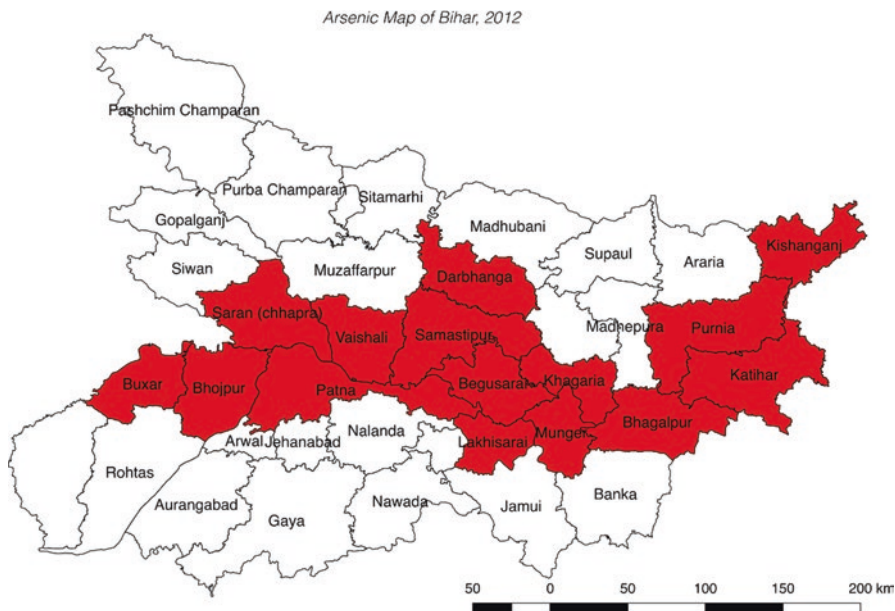 Arsenic Map of Bihar, 2012
Pashchim Champaran
Purba Champaran
Sitamarhi
Gopalganj
Madhubani
Supaul
Araria
Kishanganj
Siwan
Muzaffarpur
Darbhanga
Saran (chhapra)
Vaishali
Samastipur
Madhepura
Purnia
Buxar
Bhojpur
Patna
Begusarai
Khagaria
Katihar
Bhagalpur
Arwal
Jehanabad
Nalanda
Lakhisarai
Munger
Rohtas
Aurangabad
Gaya
Nawada
Jamui
Banka
50 0 50 100 150 200 km